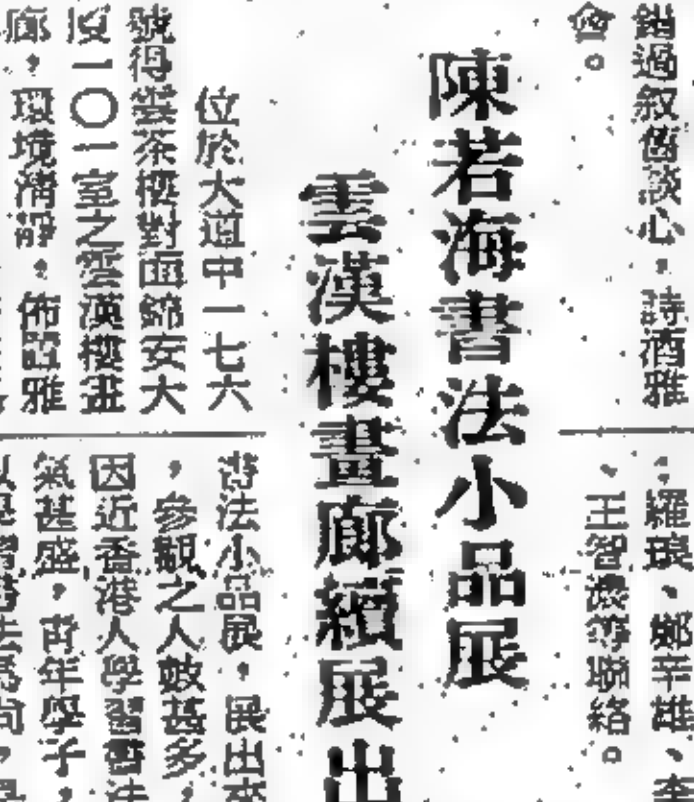 錯過叙舊談心，詩酒雅
會。
、羅琅、鄭辛雄、李
、王智濃等聯絡。
陳若海書法小品展
雲漢樓畫廊續展出
位於大道中一七六
號得雲茶樓對面錦安大
一〇一室之雲漢樓畫
廊，環境清靜，佈置雅
書法小品展，展出
，參觀之人數甚多，
因近香港人學習書法
氣甚盛，青年學子，